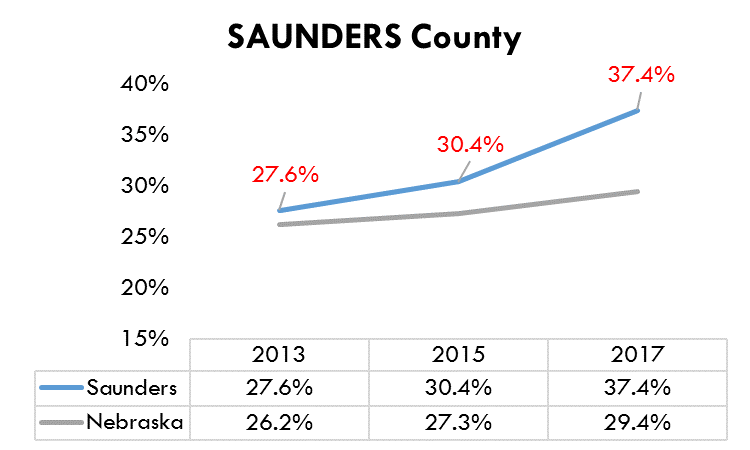 SAUNDERS County
40%
35%
30%
25%
20%
15%
27.6%
30.4%
37.4%
2013 2015 2017
Saunders 27.6% 30.4% 37.4%
Nebraska 26.2% 27.3% 29.4%